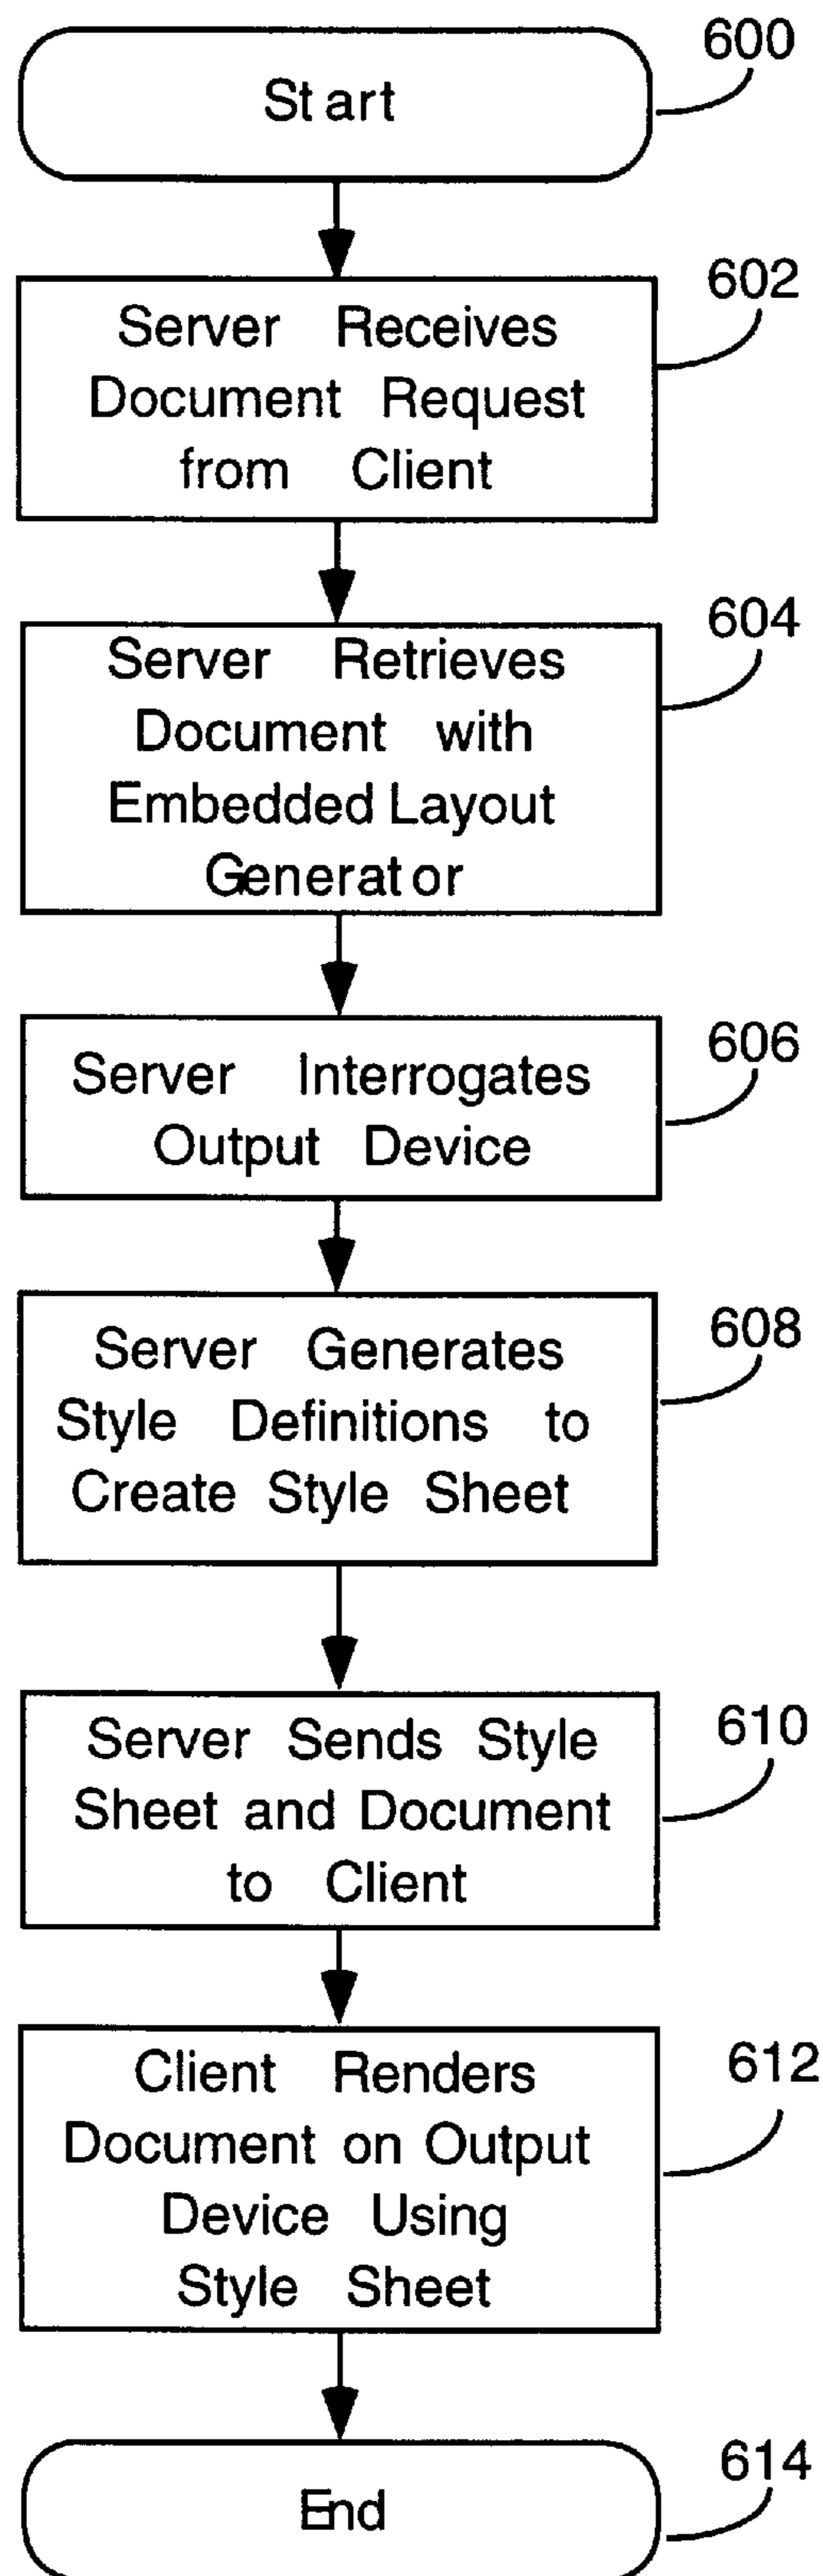 Start
600
Server Receives
Document Request
from Client
602
Server Retrieves
Document with
Embedded Layout
Generator
604
Server Interrogates
Output Device
606
Server Generates
Style Definitions to
Create Style Sheet
608
Server Sends Style
Sheet and Document
to Client
610
Client Renders
Document on Output
Device Using
Style Sheet
612
End
614